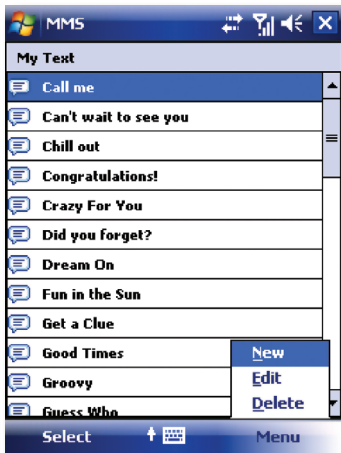 MMS
My Text
Call me
Can't wait to see you
Chill out
Congratulations!
Crazy For You
Did you forget?
Dream On
Fun in the Sun
Get a Clue
Good Times
Groovy
Guess Who
New
Edit
Delete
Select
Menu